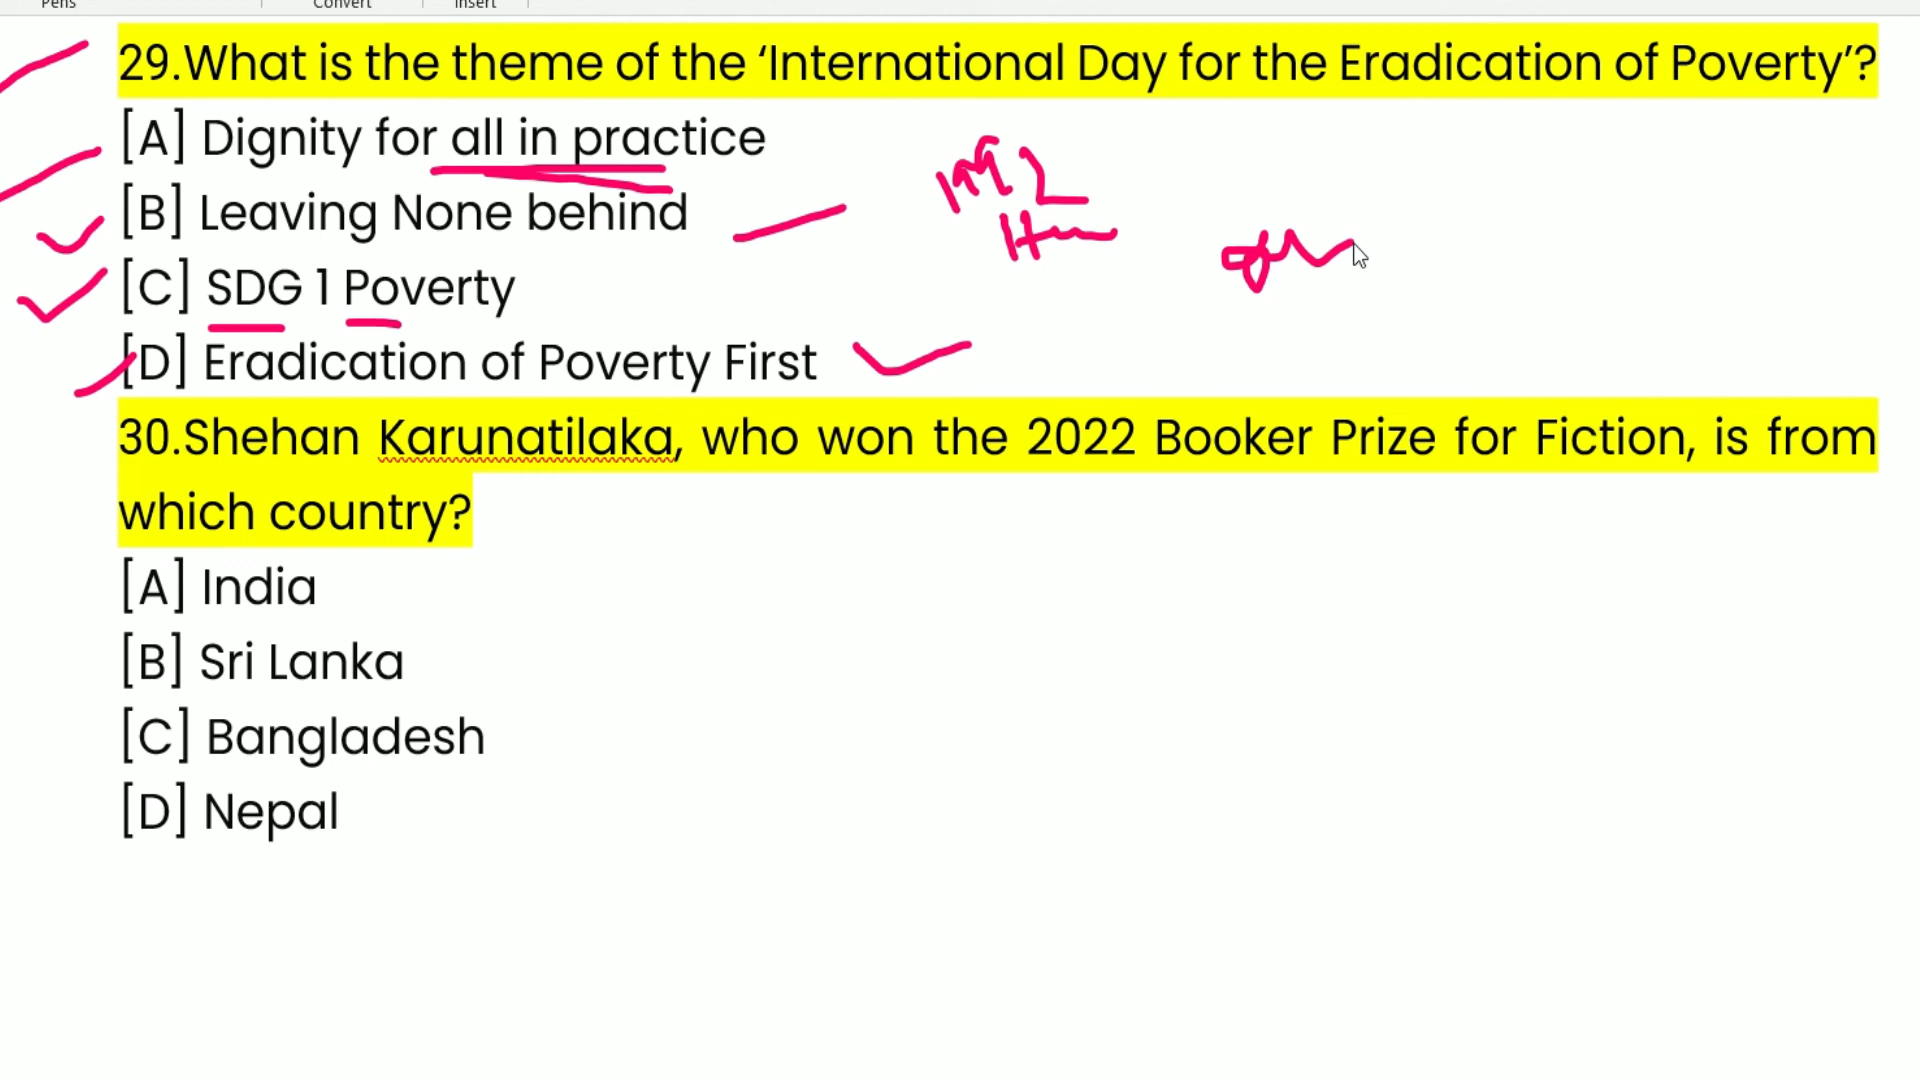 Pens Convert Insert
29.What is the theme of the ‘International Day for the Eradication of Poverty’?
[A] Dignity for all in practice
[B] Leaving None behind
[C] SDG 1 Poverty
[D] Eradication of Poverty First
30.Shehan Karunatilaka, who won the 2022 Booker Prize for Fiction, is from
which country?
[A] India
[B] Sri Lanka
[C] Bangladesh
[D] Nepal